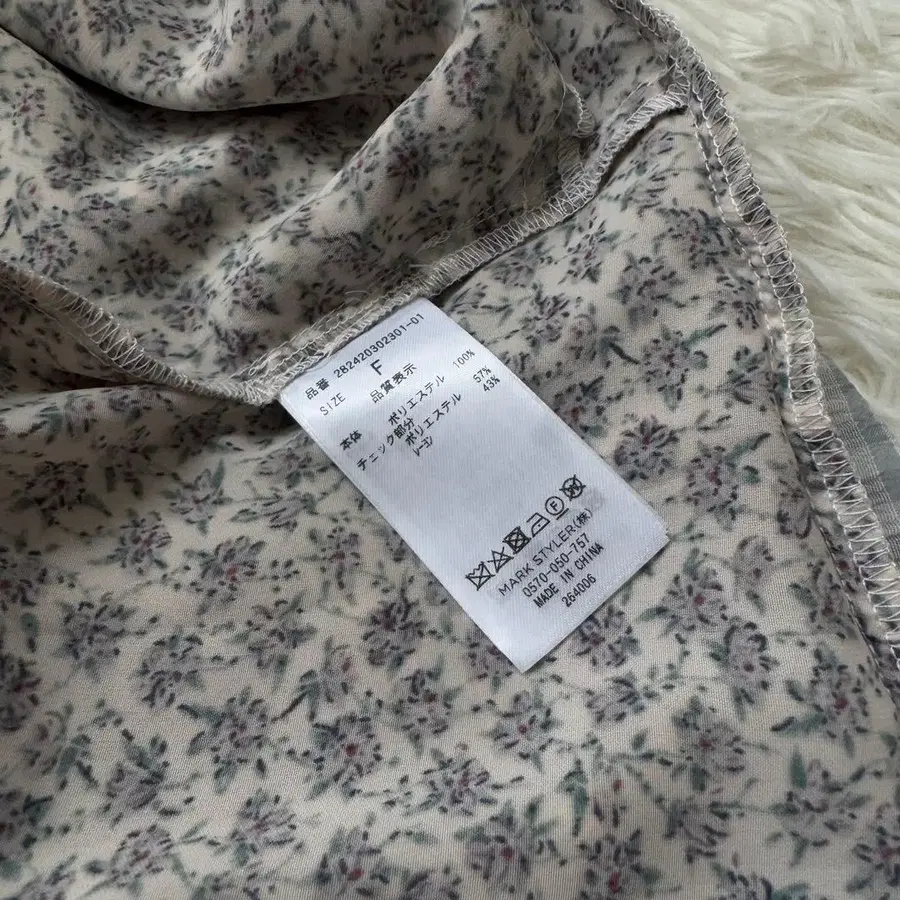 品番 282420302301-01
SIZE F
品質表示
本体 ポリエステル 100%
チェック部分
ポリエステル 57%
レーヨン 43%
MARK STYLER(株)
0570-050-757
MADE IN CHINA
264006